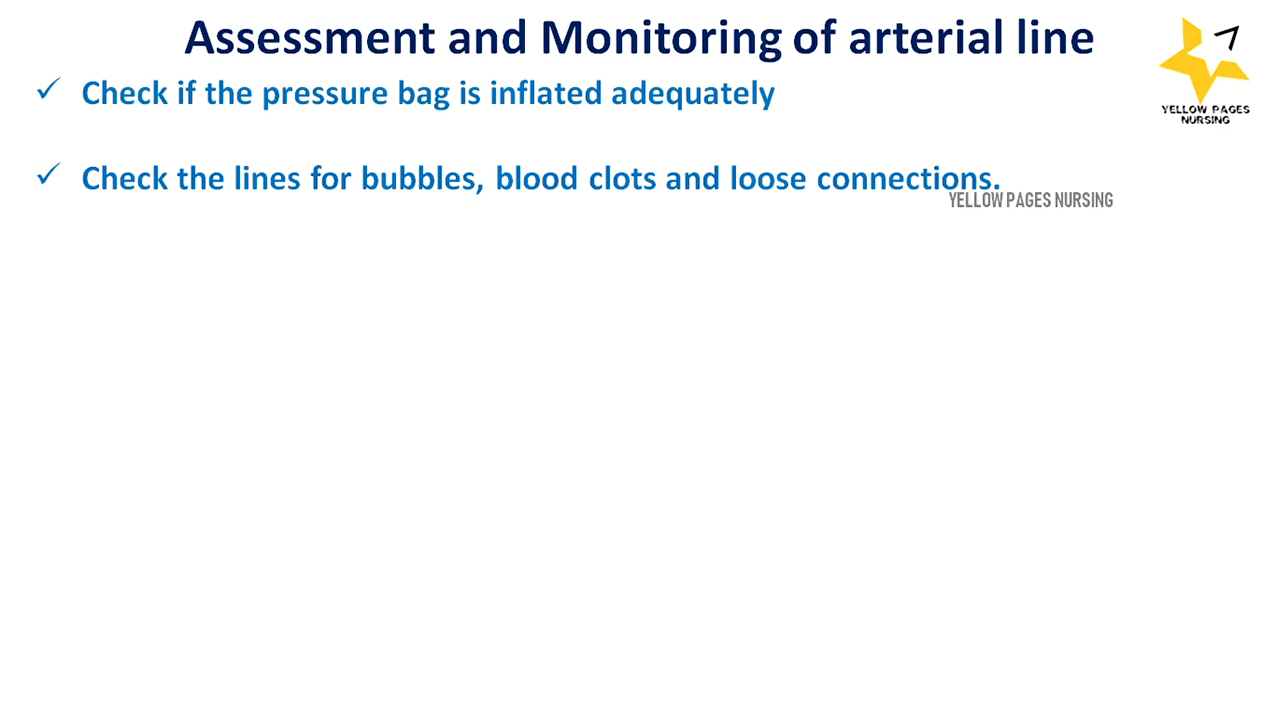 Assessment and Monitoring of arterial line
✓ Check if the pressure bag is inflated adequately
✓ Check the lines for bubbles, blood clots and loose connections.
YELLOW PAGES NURSING
YELLOW PAGES
NURSING